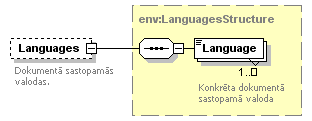 env:LanguagesStructure
Languages
Language
1..□
Dokumentā sastopamās
valodas.
Konkrēta dokumentā
sastopamā valoda